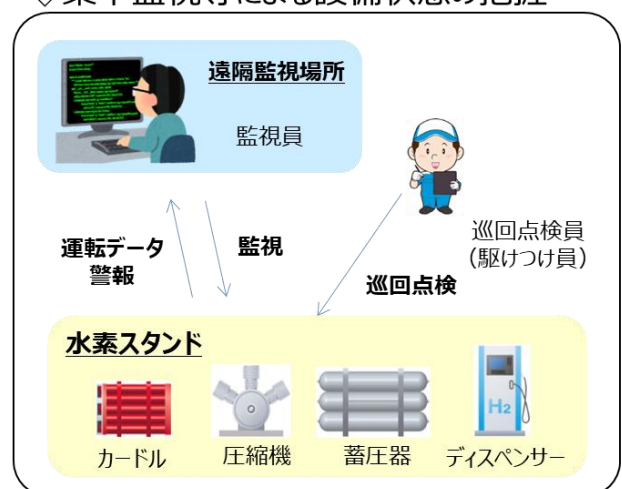 ◇集中監視等による設備状態の把握
遠隔監視場所
監視員
運転データ
警報
監視
巡回点検員
(駆けつけ員)
巡回点検
水素スタンド
H2
カードル
圧縮機
蓄圧器
ディスペンサー